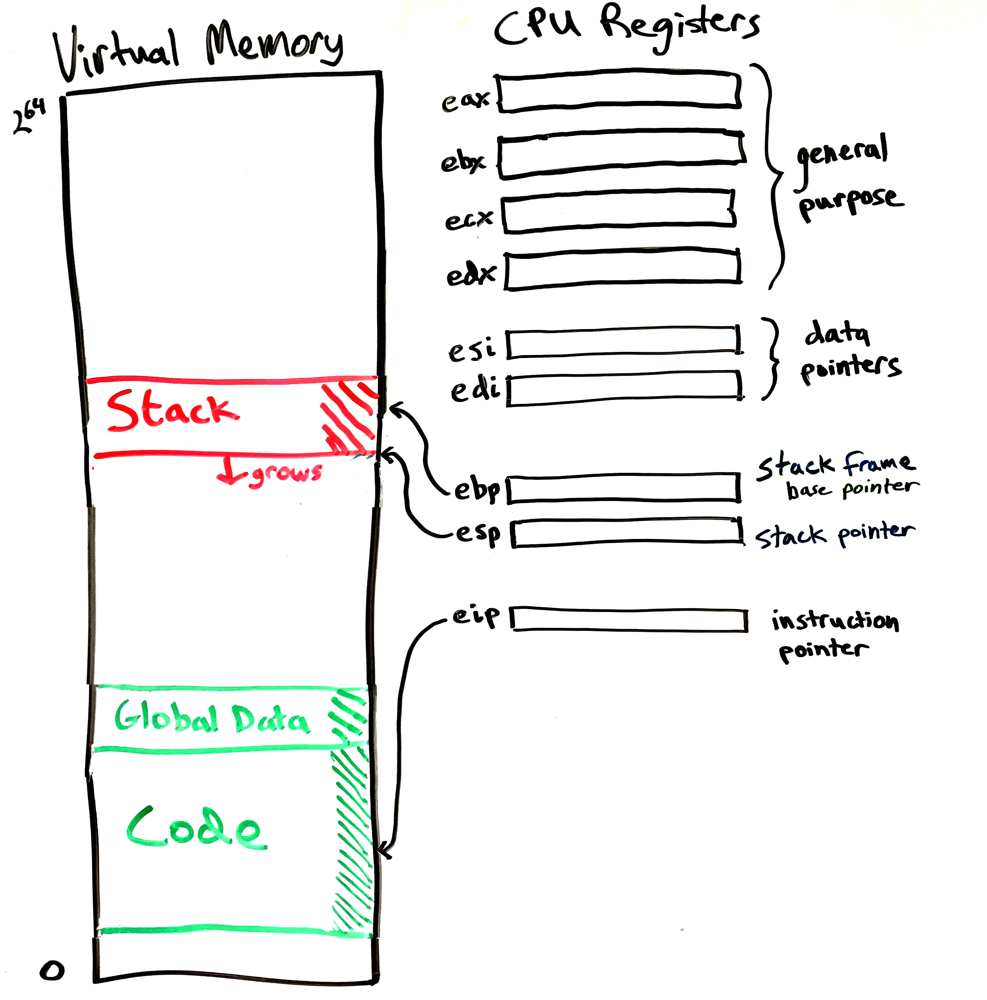 Virtual Memory
2^64
Stack
grows
Global Data
Code
0
CPU Registers
eax
ebx
ecx
edx
general
purpose
esi
edi
data
pointers
ebp
stack frame
base pointer
esp
stack pointer
eip
instruction
pointer